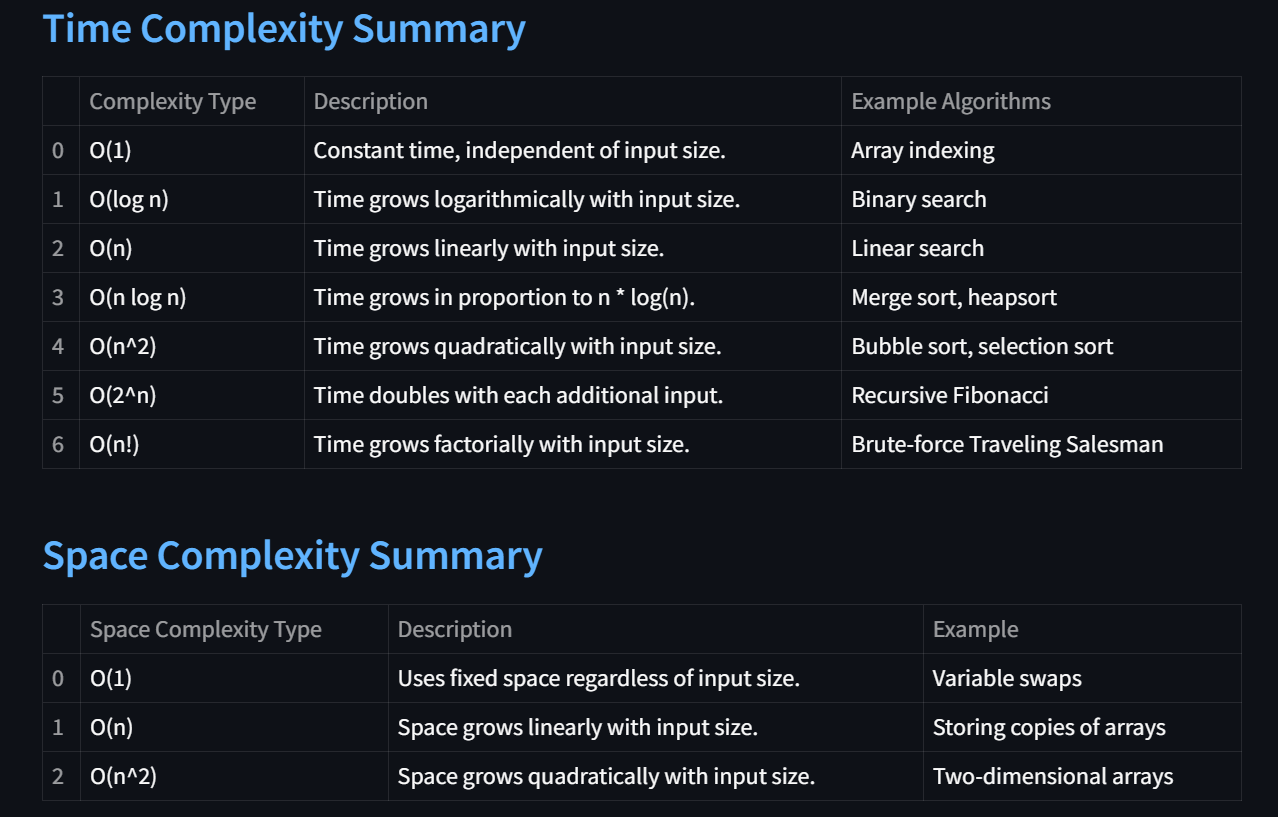 Time Complexity Summary
Complexity Type Description Example Algorithms
0 O(1) Constant time, independent of input size. Array indexing
1 O(log n) Time grows logarithmically with input size. Binary search
2 O(n) Time grows linearly with input size. Linear search
3 O(n log n) Time grows in proportion to n * log(n). Merge sort, heapsort
4 O(n^2) Time grows quadratically with input size. Bubble sort, selection sort
5 O(2^n) Time doubles with each additional input. Recursive Fibonacci
6 O(n!) Time grows factorially with input size. Brute-force Traveling Salesman
Space Complexity Summary
Space Complexity Type Description Example
0 O(1) Uses fixed space regardless of input size. Variable swaps
1 O(n) Space grows linearly with input size. Storing copies of arrays
2 O(n^2) Space grows quadratically with input size. Two-dimensional arrays